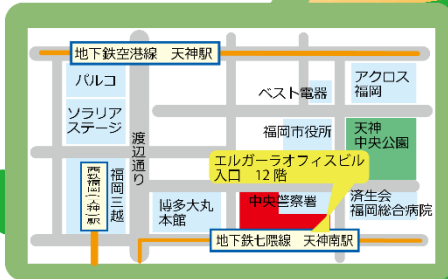 地下鉄空港線 天神駅
パルコ
ベスト電器
アクロス
福岡
ソラリア
ステージ
渡辺通り
福岡市役所
天神
中央公園
エルガーラオフィスビル
入口 12階
西鉄福岡(天神)駅
福岡三越
博多大丸
本館
中央警察署
済生会
福岡総合病院
地下鉄七隈線 天神南駅